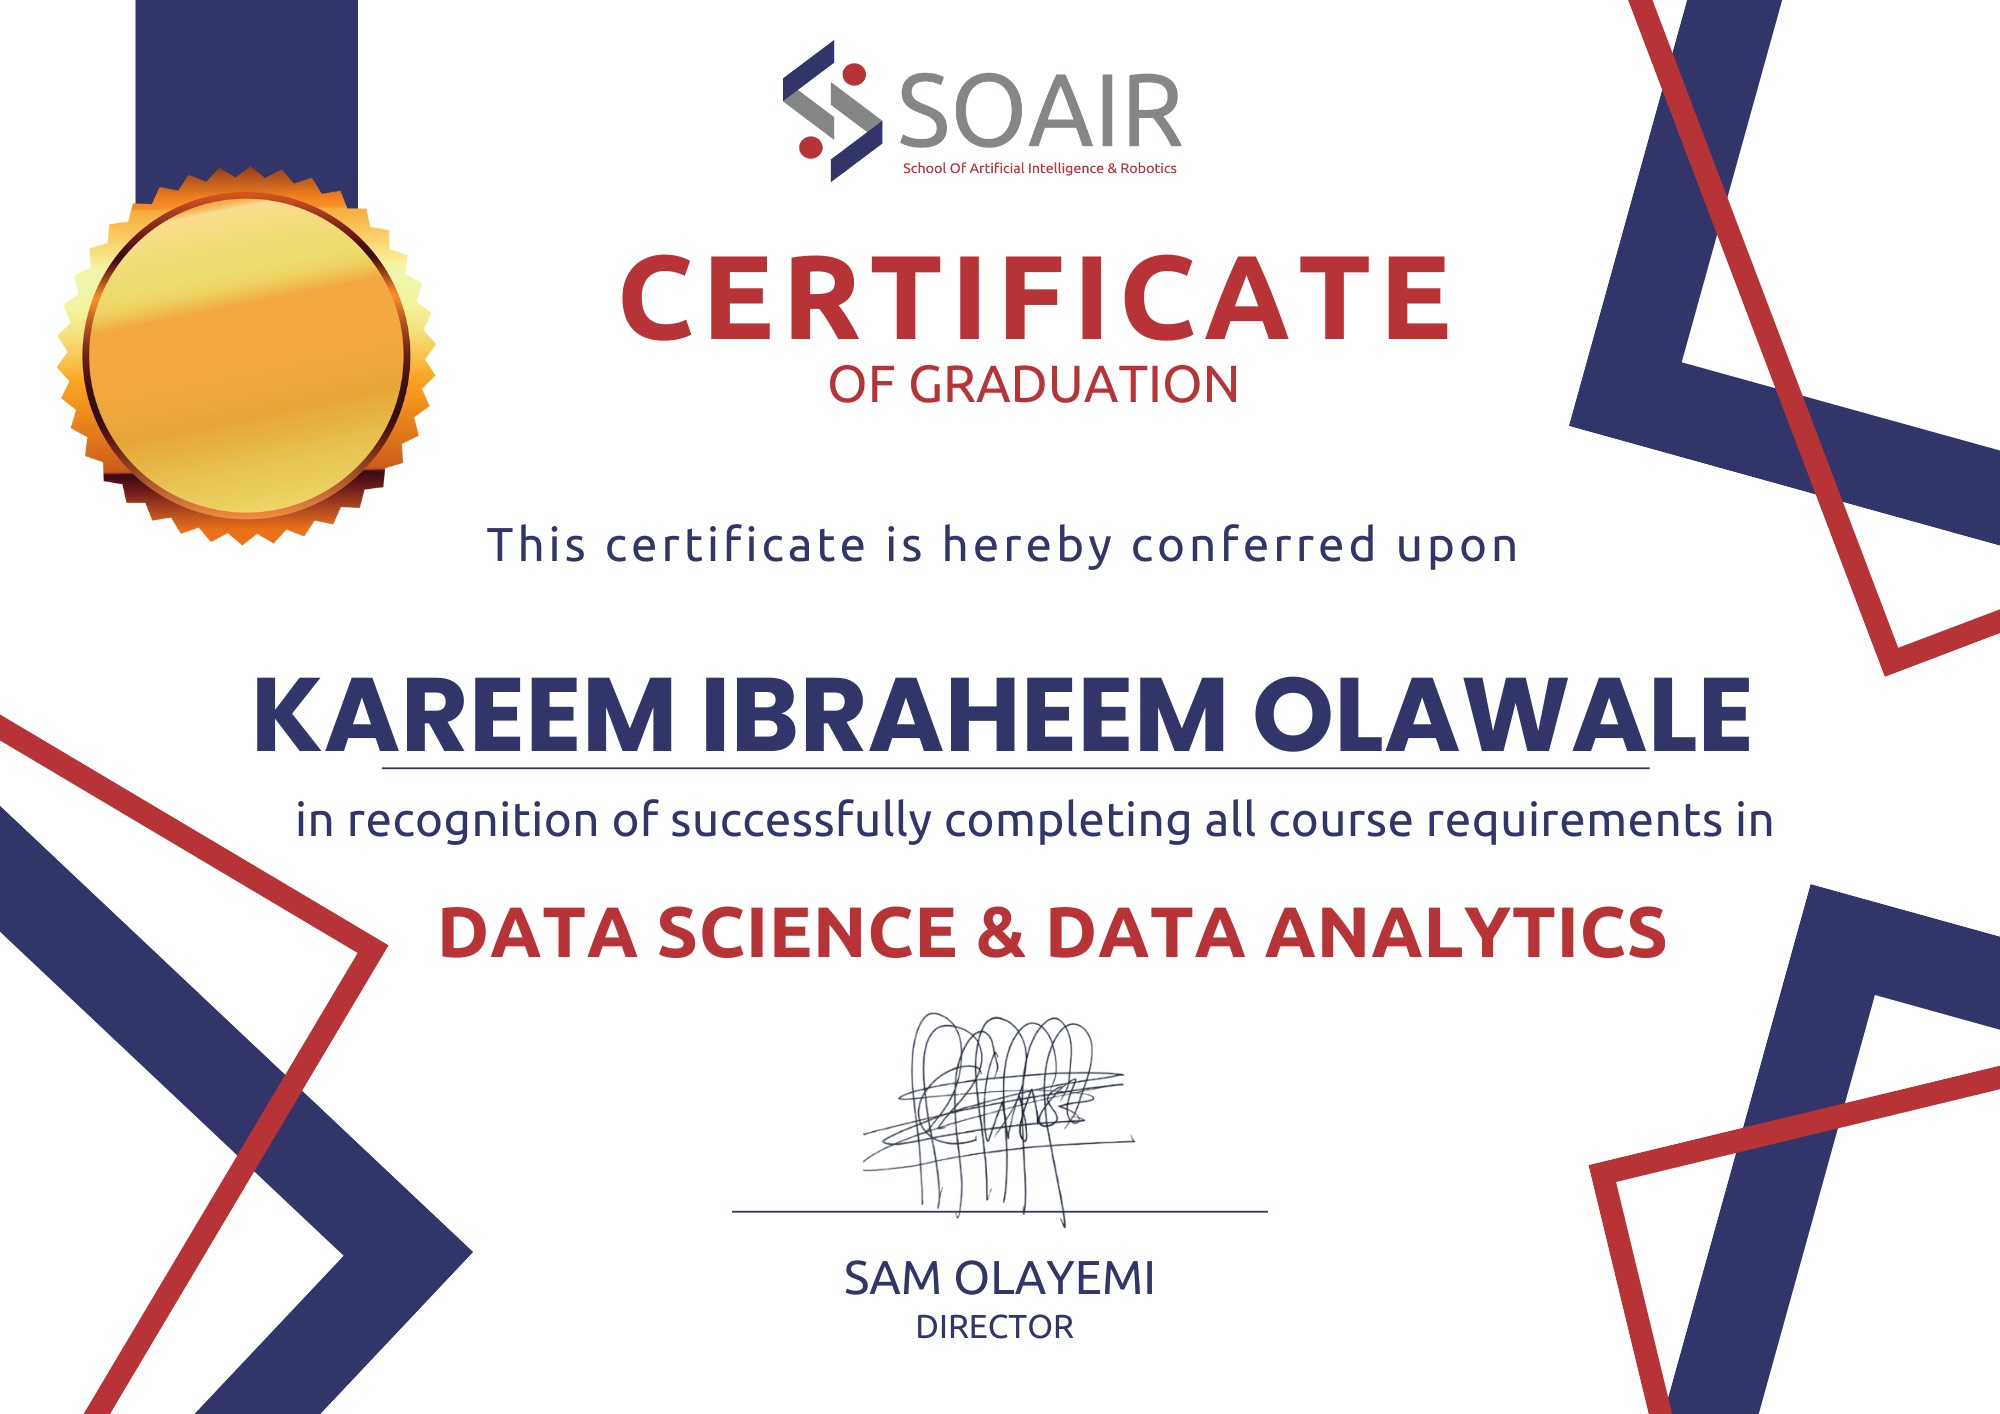 SOAIR
School Of Artificial Intelligence & Robotics
CERTIFICATE
OF GRADUATION
This certificate is hereby conferred upon
KAREEM IBRAHEEM OLAWALE
in recognition of successfully completing all course requirements in
DATA SCIENCE & DATA ANALYTICS
SAM OLAYEMI
DIRECTOR